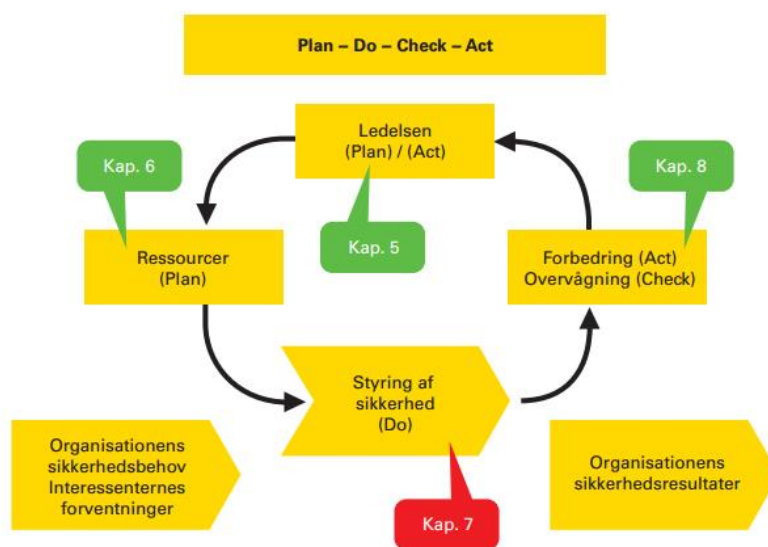 Plan – Do – Check – Act
Ledelsen
(Plan) / (Act)
Kap. 6
Kap. 8
Kap. 5
Ressourcer
(Plan)
Forbedring (Act)
Overvågning (Check)
Styring af
sikkerhed
(Do)
Organisationens
sikkerhedsbehov
Interessenternes
forventninger
Organisationens
sikkerhedsresultater
Kap. 7